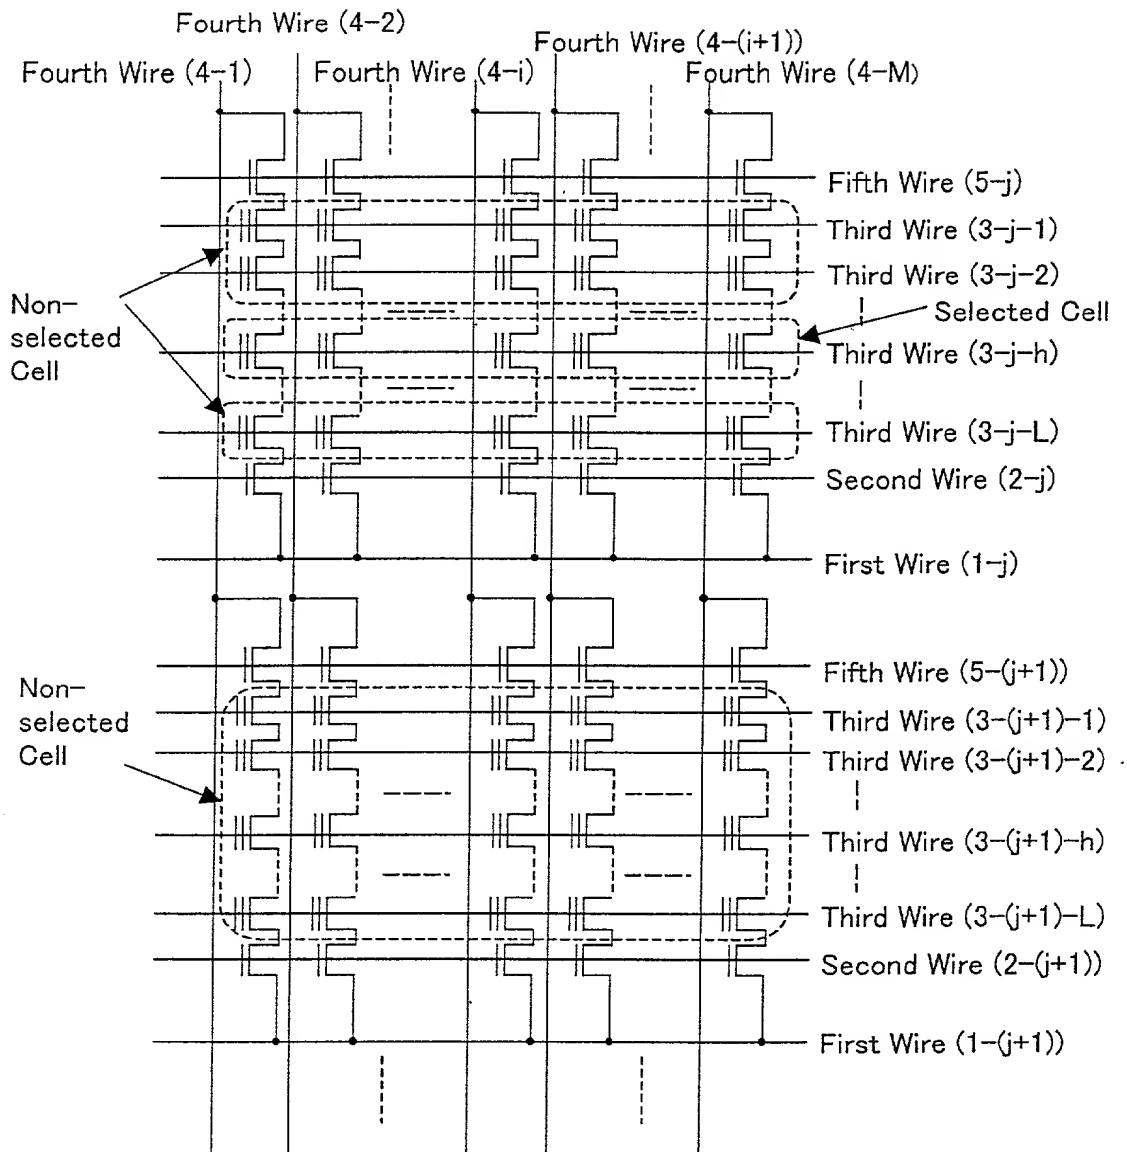 Fourth Wire (4-2)
Fourth Wire (4-(i+1))
Fourth Wire (4-1)
Fourth Wire (4-i)
Fourth Wire (4-M)
Fifth Wire (5-j)
Third Wire (3-j-1)
Third Wire (3-j-2)
Non-
selected
Cell
Selected Cell
Third Wire (3-j-h)
Third Wire (3-j-L)
Second Wire (2-j)
First Wire (1-j)
Fifth Wire (5-(j+1))
Non-
selected
Cell
Third Wire (3-(j+1)-1)
Third Wire (3-(j+1)-2)
Third Wire (3-(j+1)-h)
Third Wire (3-(j+1)-L)
Second Wire (2-(j+1))
First Wire (1-(j+1))